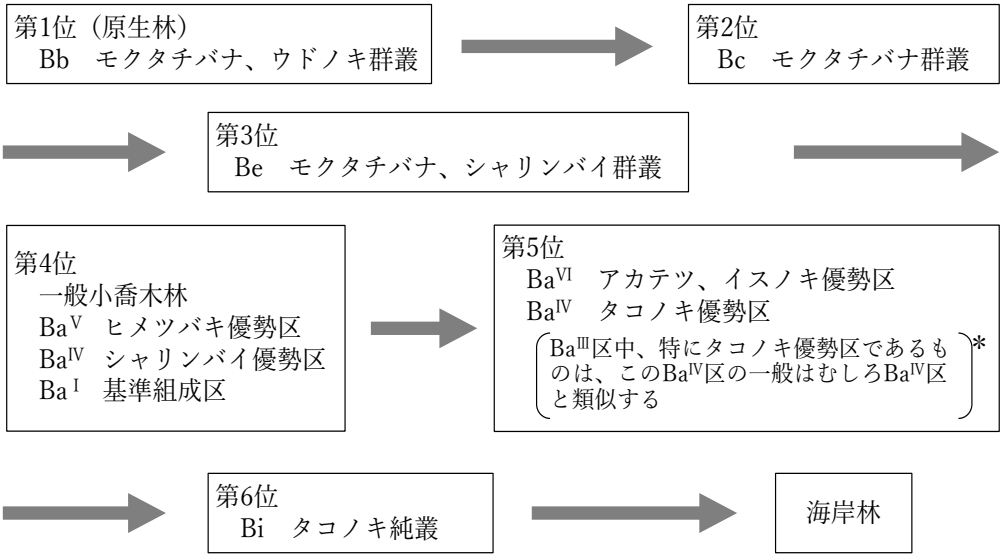 第1位（原生林）
Bb　モクタチバナ、ウドノキ群叢
第2位
Bc　モクタチバナ群叢
第3位
Be　モクタチバナ、シャリンバイ群叢
第4位
一般小喬木林
Baⅴ　ヒメツバキ優勢区
Baⅳ　シャリンバイ優勢区
Baⅰ　基準組成区
第5位
Baⅵ　アカテツ、イスノキ優勢区
Baⅳ　タコノキ優勢区
Baⅲ区中、特にタコノキ優勢区であるも*
のは、このBaⅳ区の一般はむしろBaⅳ区
と類似する
第6位
Bi　タコノキ純叢
海岸林